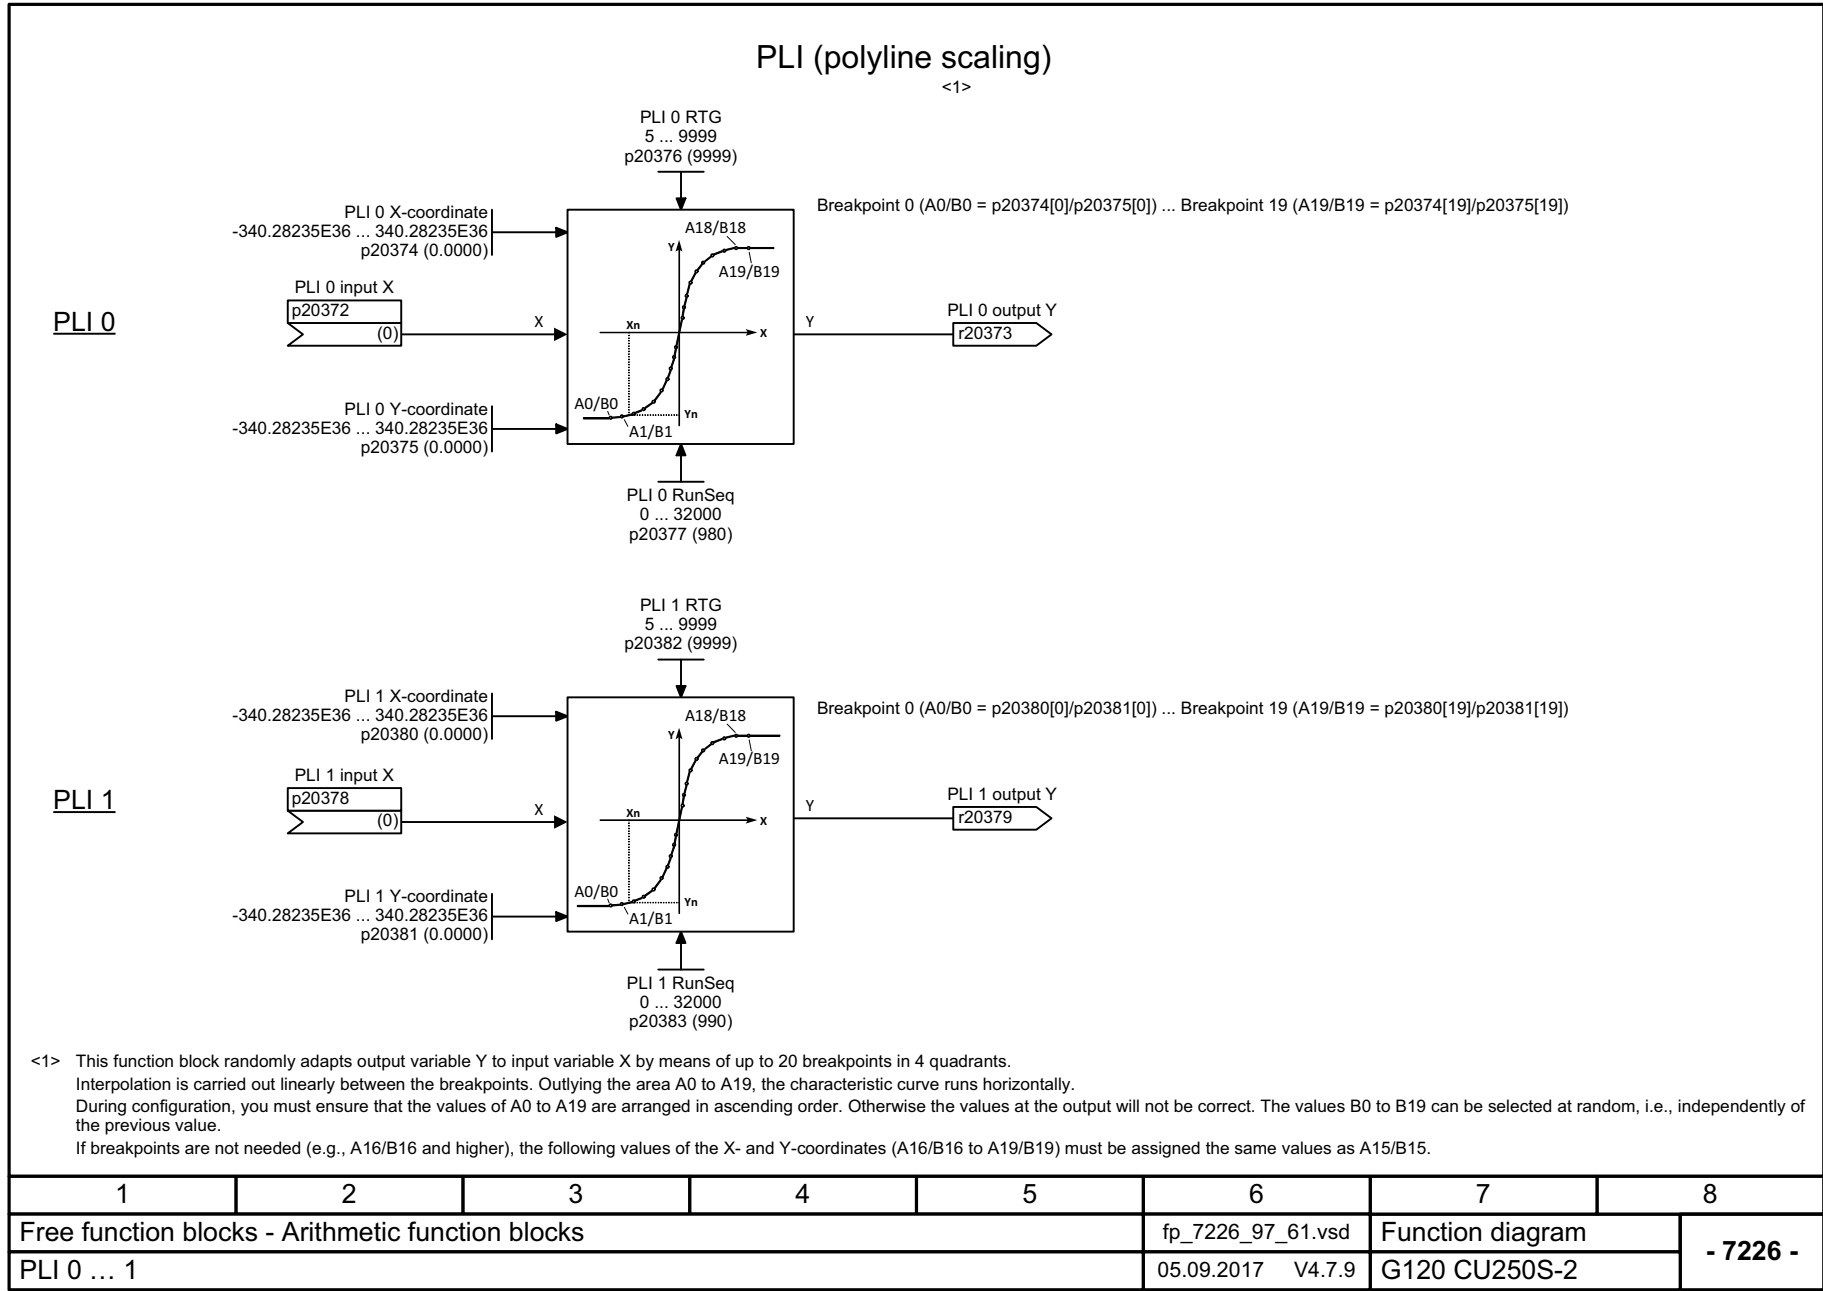 PLI (polyline scaling)
<1>
PLI 0 RTG
5 ... 9999
p20376 (9999)
PLI 0 X-coordinate
-340.28235E36 ... 340.28235E36
p20374 (0.0000)
Breakpoint 0 (A0/B0 = p20374[0]/p20375[0]) ... Breakpoint 19 (A19/B19 = p20374[19]/p20375[19])
A18/B18
Y
A19/B19
PLI 0 input X
p20372
(0)
PLI 0
X
Xn
X
Y
PLI 0 output Y
r20373
PLI 0 Y-coordinate
-340.28235E36 ... 340.28235E36
p20375 (0.0000)
A0/B0
Yn
A1/B1
PLI 0 RunSeq
0 ... 32000
p20377 (980)
PLI 1 RTG
5 ... 9999
p20382 (9999)
PLI 1 X-coordinate
-340.28235E36 ... 340.28235E36
p20380 (0.0000)
Breakpoint 0 (A0/B0 = p20380[0]/p20381[0]) ... Breakpoint 19 (A19/B19 = p20380[19]/p20381[19])
A18/B18
Y
A19/B19
PLI 1 input X
p20378
(0)
PLI 1
X
Xn
X
Y
PLI 1 output Y
r20379
PLI 1 Y-coordinate
-340.28235E36 ... 340.28235E36
p20381 (0.0000)
A0/B0
Yn
A1/B1
PLI 1 RunSeq
0 ... 32000
p20383 (990)
<1> This function block randomly adapts output variable Y to input variable X by means of up to 20 breakpoints in 4 quadrants.
Interpolation is carried out linearly between the breakpoints. Outlying the area A0 to A19, the characteristic curve runs horizontally.
During configuration, you must ensure that the values of A0 to A19 are arranged in ascending order. Otherwise the values at the output will not be correct. The values B0 to B19 can be selected at random, i.e., independently of
the previous value.
If breakpoints are not needed (e.g., A16/B16 and higher), the following values of the X- and Y-coordinates (A16/B16 to A19/B19) must be assigned the same values as A15/B15.
1 2 3 4 5 6 7 8
Free function blocks - Arithmetic function blocks fp_7226_97_61.vsd Function diagram
- 7226 -
PLI 0 … 1 05.09.2017 V4.7.9 G120 CU250S-2